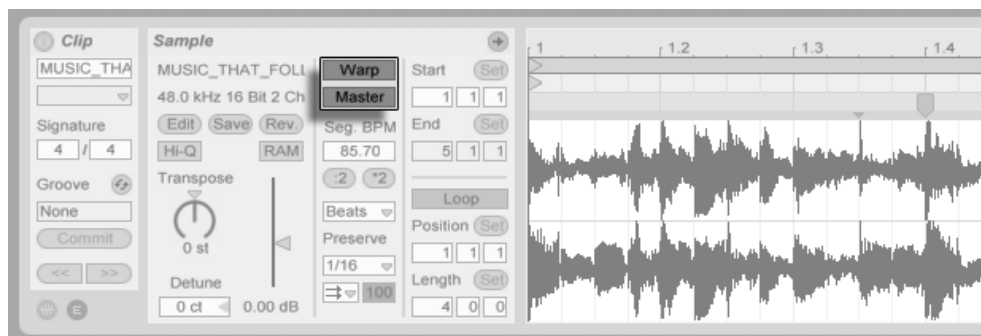 Clip
MUSIC_THA
Signature
4 / 4
Groove
None
Commit
<< >>
E
Sample
MUSIC_THAT_FOLL
48.0 kHz 16 Bit 2 Ch
Edit Save Rev.
Hi-Q RAM
Transpose
0 st
Detune
0 ct 0.00 dB
Warp
Master
Seg. BPM
85.70
:2 *2
Beats
Preserve
1/16
100
Start Set
1 1 1
End Set
5 1 1
Loop
Position Set
1 1 1
Length Set
4 0 0
1 1.2 1.3 1.4